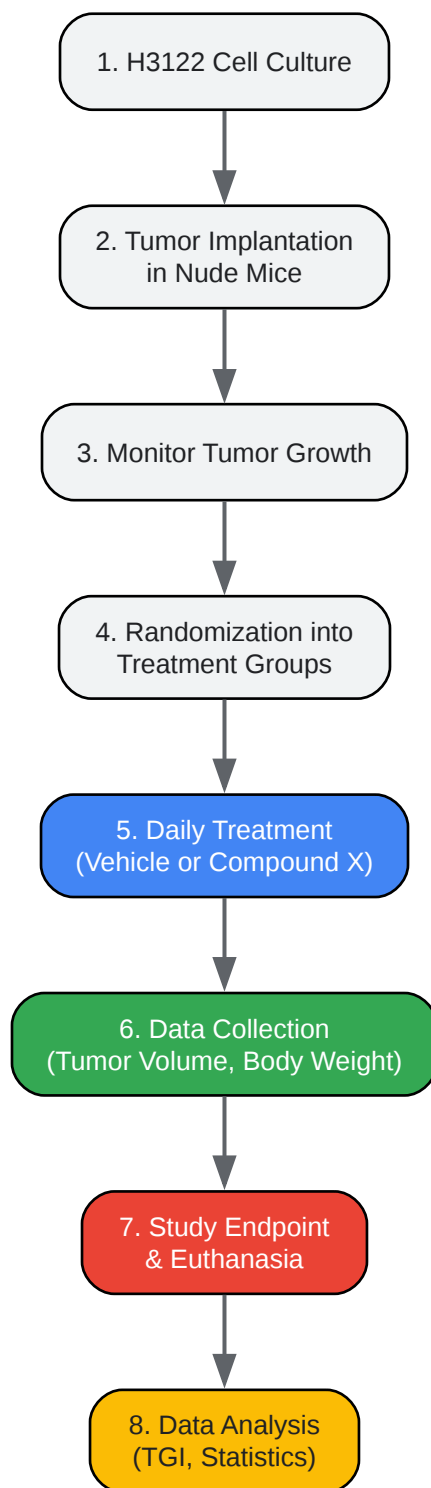 1. H3122 Cell Culture
2. Tumor Implantation
in Nude Mice
3. Monitor Tumor Growth
4. Randomization into
Treatment Groups
5. Daily Treatment
(Vehicle or Compound X)
6. Data Collection
(Tumor Volume, Body Weight)
7. Study Endpoint
& Euthanasia
8. Data Analysis
(TGI, Statistics)